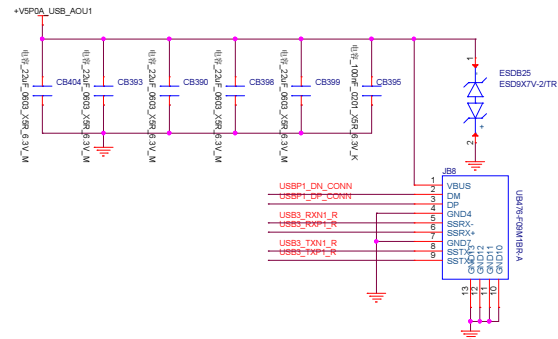 +V5P0A_USB_AOU1
电容_22uF_0603_X5R_6.3V_M
CB404
电容_22uF_0603_X5R_6.3V_M
CB393
电容_22uF_0603_X5R_6.3V_M
CB390
电容_22uF_0603_X5R_6.3V_M
CB398
电容_22uF_0603_X5R_6.3V_M
CB399
电容_100nF_0201_X5R_6.3V_K
CB395
1
ESDB25
ESD9X7V-2/TR
+
2
JB8
UB476-F09M1BR-A
1 VBUS
USBP1_DN_CONN 2 DM
USBP1_DP_CONN 3 DP
4 GND4
USB3_RXN1_R 5 SSRX-
USB3_RXP1_R 6 SSRX+
7 GND7
USB3_TXN1_R 8
USB3_TXP1_R 9
GND13
GND12
GND11
GND10
13
12
11
10